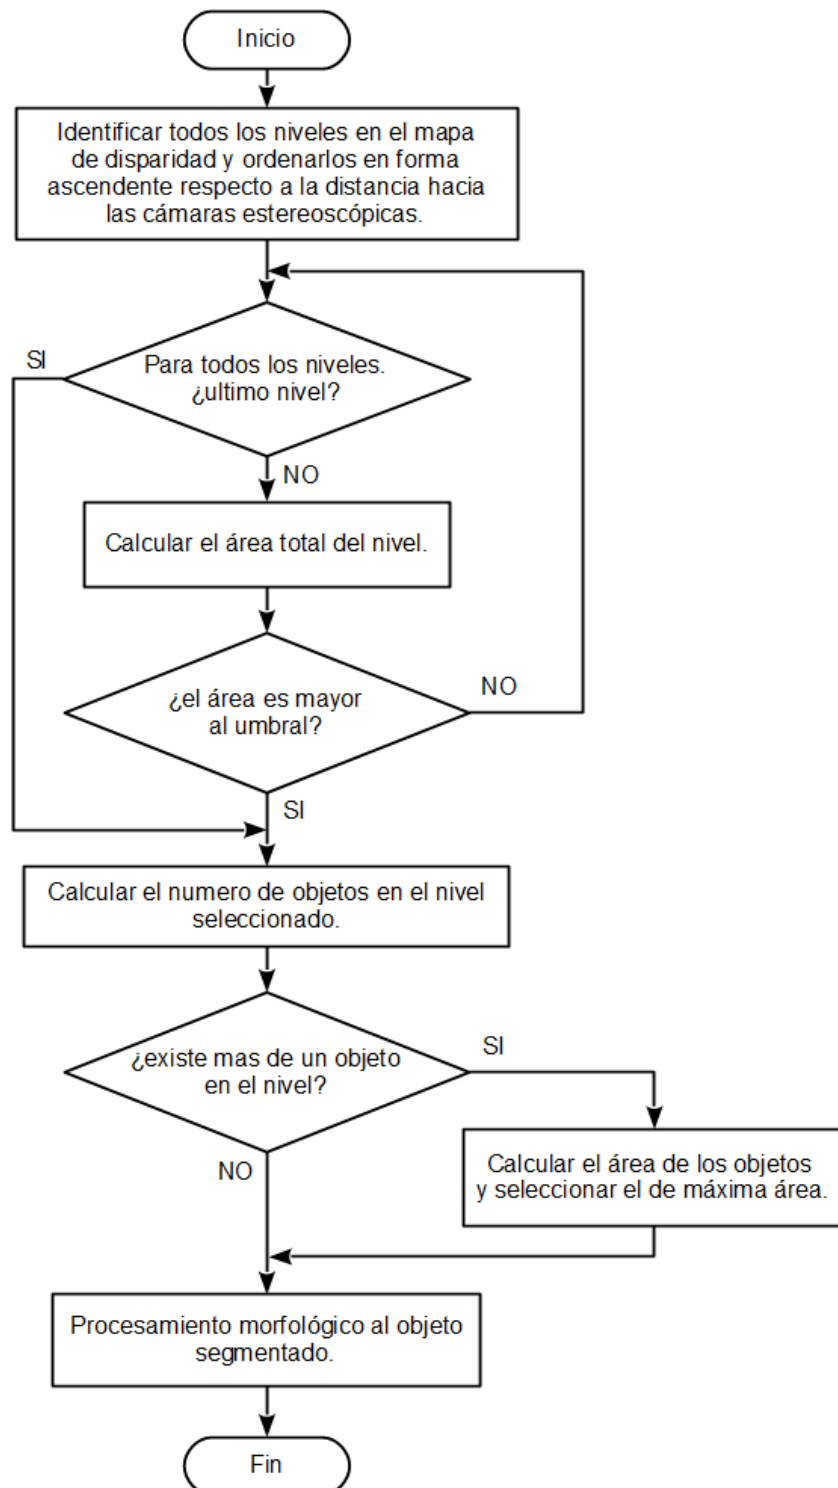 Inicio
Identificar todos los niveles en el mapa
de disparidad y ordenarlos en forma
ascendente respecto a la distancia hacia
las cámaras estereoscópicas.
SI
Para todos los niveles.
¿ultimo nivel?
NO
Calcular el área total del nivel.
¿el área es mayor
al umbral?
NO
SI
Calcular el numero de objetos en el nivel
seleccionado.
¿existe mas de un objeto
en el nivel?
SI
NO
Calcular el área de los objetos
y seleccionar el de máxima área.
Procesamiento morfológico al objeto
segmentado.
Fin